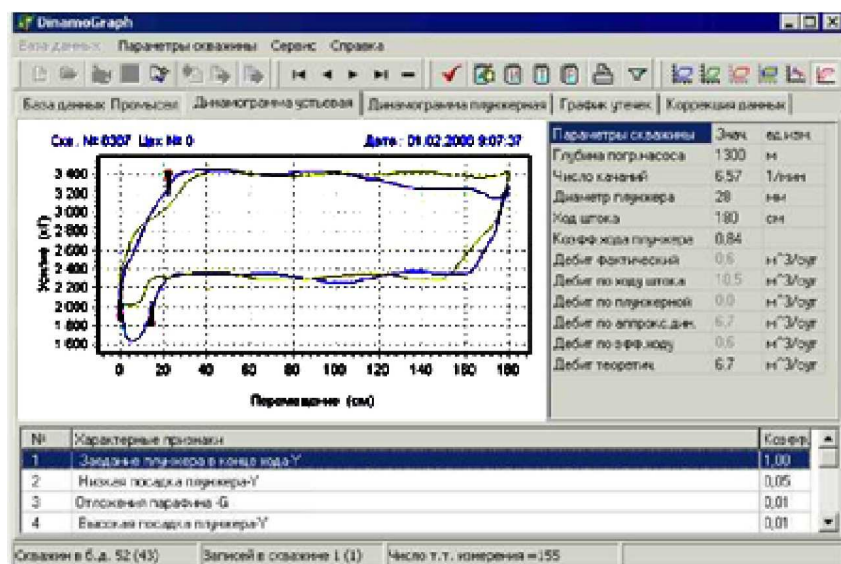 DinamoGraph
База данных Параметры скважины Сервис Справка
База данных Промысел Динамограмма устьевая Динамограмма плунжерная График утечек Коррекция данных
Скв. № 0307 Цех № 0 Дата : 01.02.2000 9:07:37
Усилие (кГ)
3 400
3 200
3 000
2 800
2 600
2 400
2 200
2 000
1 800
1 600
0 20 40 60 80 100 120 140 160 180
Перемещение (см)
Параметры скважины Знач. ед.изм.
Глубина погр.насоса 1300 м
Число качаний 6.57 1/мин
Диаметр плунжера 28 мм
Ход штока 180 см
Коэфф.хода плунжера 0.84
Дебит фактический 0.6 м^3/сут
Дебит по ходу штока 10.5 м^3/сут
Дебит по плунжерной 0.0 м^3/сут
Дебит по аппрокс.дин. 6.7 м^3/сут
Дебит по эфф.ходу 0.6 м^3/сут
Дебит теоретич. 6.7 м^3/сут
№ Характерные признаки Коэфф.
1 Заедание плунжера в конце хода-Y 1,00
2 Низкая посадка плунжера-Y 0,05
3 Отложения парафина -G 0,01
4 Высокая посадка плунжера-Y 0,01
Скважин в б.д. 52 (43) Записей в скважине 1 (1) Число т.т. измерения =155